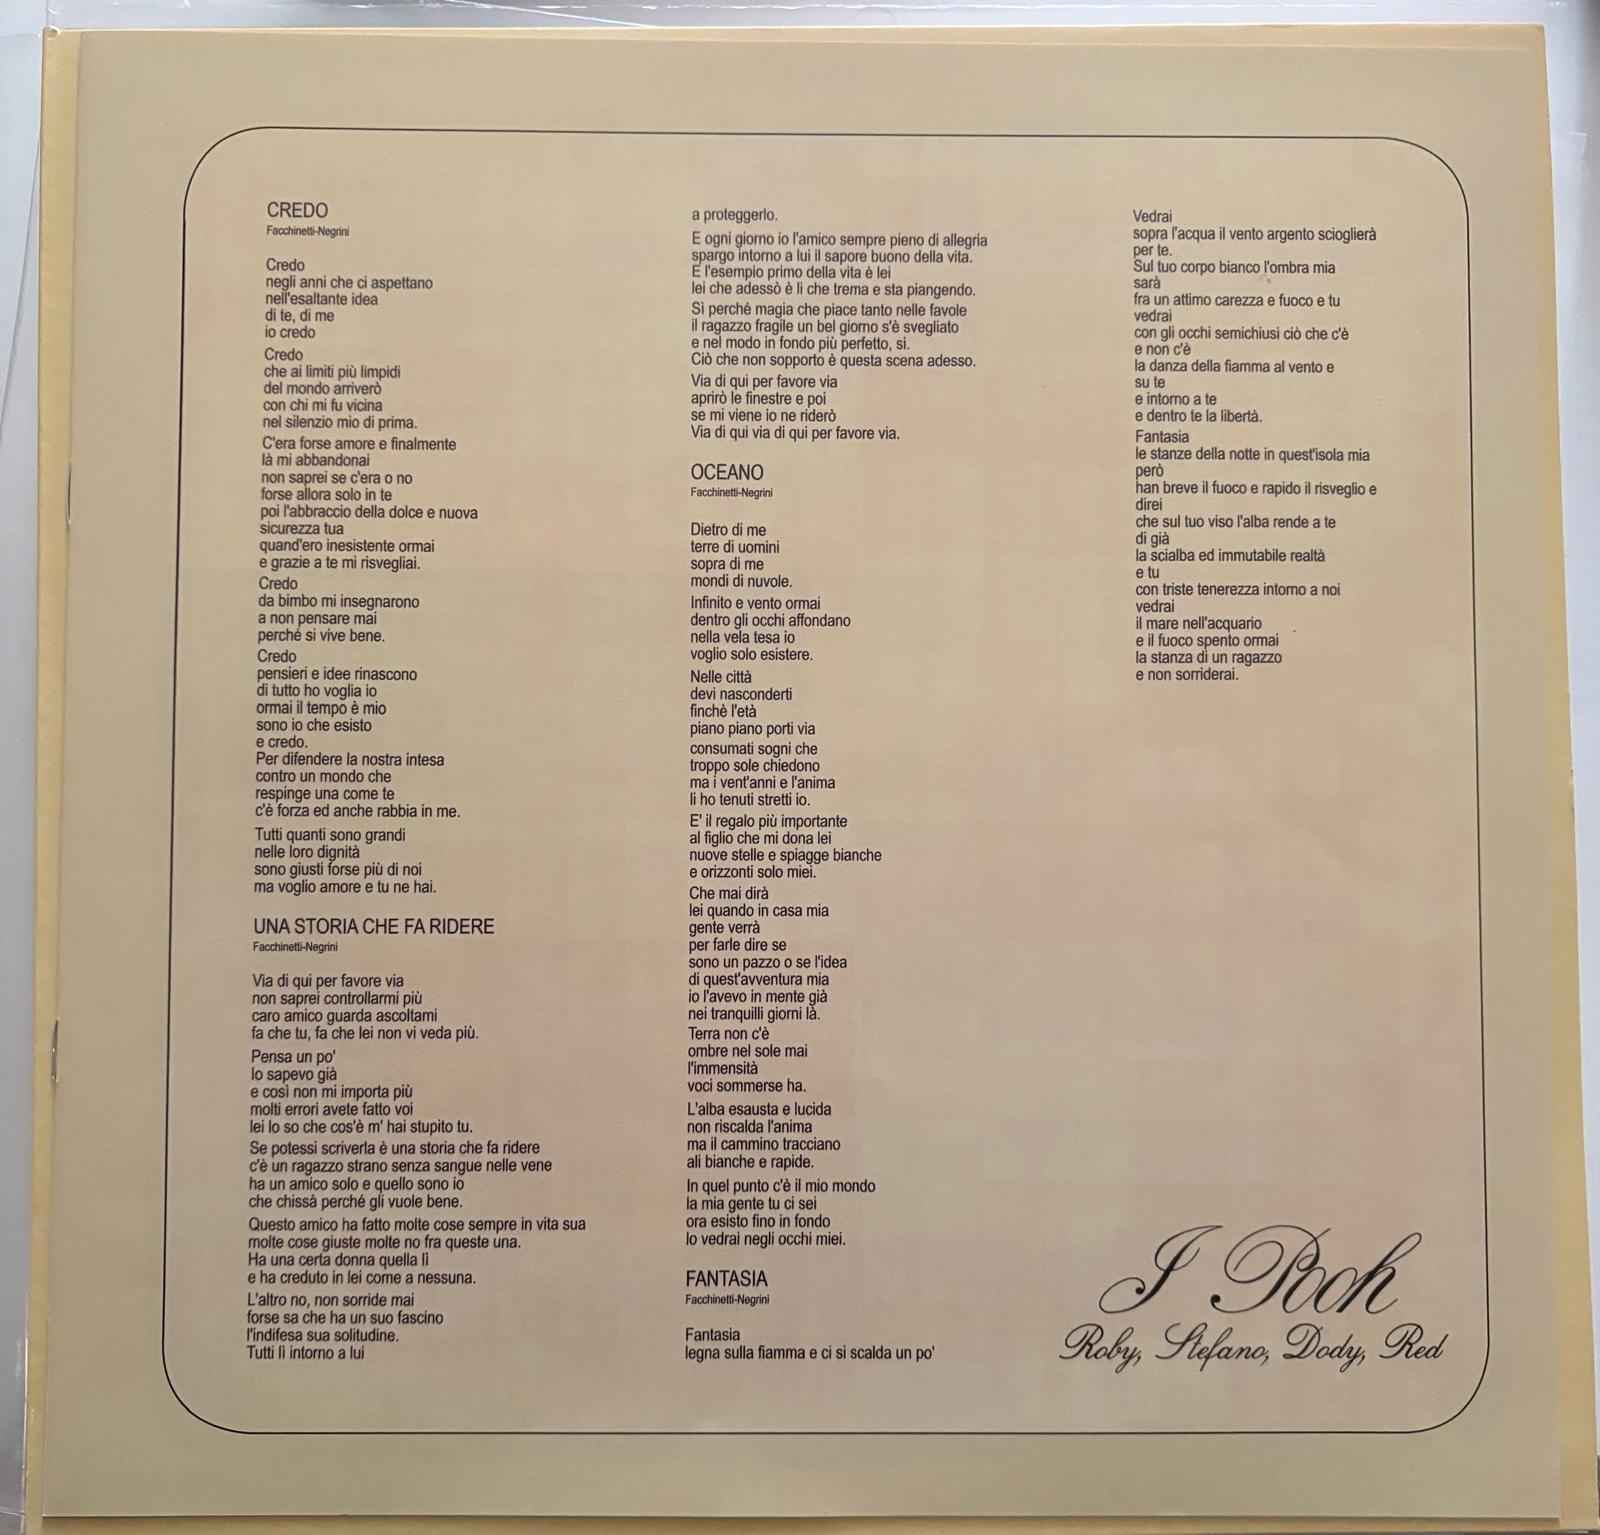 CREDO
Facchinetti-Negrini
Credo
negli anni che ci aspettano
nell'esaltante idea
di te, di me
io credo
Credo
che ai limiti più limpidi
del mondo arriverò
con chi mi fu vicina
nel silenzio mio di prima.
C'era forse amore e finalmente
là mi abbandonai
non saprei se c'era o no
forse allora solo in te
poi l'abbraccio della dolce e nuova
sicurezza tua
quand'ero inesistente ormai
e grazie a te mi risvegliai.
Credo
da bimbo mi insegnarono
a non pensare mai
perché si vive bene.
Credo
pensieri e idee rinascono
di tutto ho voglia io
ormai il tempo è mio
sono io che esisto
e credo.
Per difendere la nostra intesa
contro un mondo che
respinge una come te
c'è forza ed anche rabbia in me.
Tutti quanti sono grandi
nelle loro dignità
sono giusti forse più di noi
ma voglio amore e tu ne hai.
UNA STORIA CHE FA RIDERE
Facchinetti-Negrini
Via di qui per favore via
non saprei controllarmi più
caro amico guarda ascoltami
fa che tu, fa che lei non vi veda più.
Pensa un po'
lo sapevo già
e così non mi importa più
molti errori avete fatto voi
lei lo so che cos'è m' hai stupito tu.
Se potessi scriverla è una storia che fa ridere
c'è un ragazzo strano senza sangue nelle vene
ha un amico solo e quello sono io
che chissà perché gli vuole bene.
Questo amico ha fatto molte cose sempre in vita sua
molte cose giuste molte no fra queste una.
Ha una certa donna quella lì
e ha creduto in lei come a nessuna.
L'altro no, non sorride mai
forse sa che ha un suo fascino
l'indifesa sua solitudine.
Tutti lì intorno a lui
a proteggerlo.
E ogni giorno io l'amico sempre pieno di allegria
spargo intorno a lui il sapore buono della vita.
E l'esempio primo della vita è lei
lei che adessò è li che trema e sta piangendo.
Sì perché magia che piace tanto nelle favole
il ragazzo fragile un bel giorno s'è svegliato
e nel modo in fondo più perfetto, si.
Ciò che non sopporto è questa scena adesso.
Via di qui per favore via
aprirò le finestre e poi
se mi viene io ne riderò
Via di qui via di qui per favore via.
OCEANO
Facchinetti-Negrini
Dietro di me
terre di uomini
sopra di me
mondi di nuvole.
Infinito e vento ormai
dentro gli occhi affondano
nella vela tesa io
voglio solo esistere.
Nelle città
devi nasconderti
finchè l'età
piano piano porti via
consumati sogni che
troppo sole chiedono
ma i vent'anni e l'anima
li ho tenuti stretti io.
E' il regalo più importante
al figlio che mi dona lei
nuove stelle e spiagge bianche
e orizzonti solo miei.
Che mai dirà
lei quando in casa mia
gente verrà
per farle dire se
sono un pazzo o se l'idea
di quest'avventura mia
io l'avevo in mente già
nei tranquilli giorni là.
Terra non c'è
ombre nel sole mai
l'immensità
voci sommerse ha.
L'alba esausta e lucida
non riscalda l'anima
ma il cammino tracciano
ali bianche e rapide.
In quel punto c'è il mio mondo
la mia gente tu ci sei
ora esisto fino in fondo
lo vedrai negli occhi miei.
FANTASIA
Facchinetti-Negrini
Fantasia
legna sulla fiamma e ci si scalda un po'
Vedrai
sopra l'acqua il vento argento scioglierà
per te.
Sul tuo corpo bianco l'ombra mia
sarà
fra un attimo carezza e fuoco e tu
vedrai
con gli occhi semichiusi ciò che c'è
e non c'è
la danza della fiamma al vento e
su te
e intorno a te
e dentro te la libertà.
Fantasia
le stanze della notte in quest'isola mia
però
han breve il fuoco e rapido il risveglio e
direi
che sul tuo viso l'alba rende a te
di già
la scialba ed immutabile realtà
e tu
con triste tenerezza intorno a noi
vedrai
il mare nell'acquario
e il fuoco spento ormai
la stanza di un ragazzo
e non sorriderai.
I Pooh
Roby, Stefano, Dody, Red